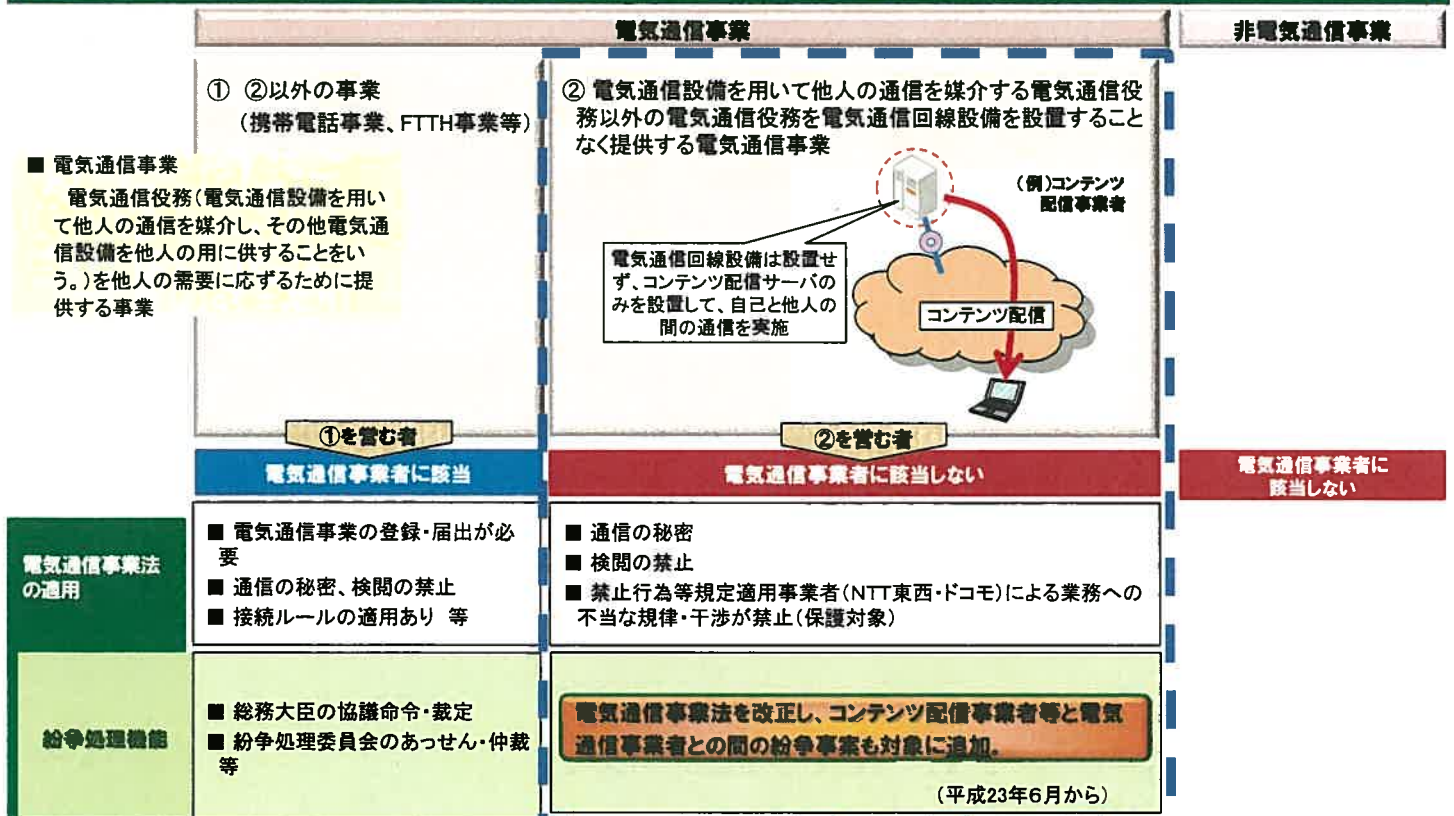 電気通信事業
非電気通信事業
① ②以外の事業
(携帯電話事業、FTTH事業等)
② 電気通信設備を用いて他人の通信を媒介する電気通信役
務以外の電気通信役務を電気通信回線設備を設置すること
なく提供する電気通信事業
■ 電気通信事業
電気通信役務(電気通信設備を用い
て他人の通信を媒介し、その他電気通
信設備を他人の用に供することをい
う。)を他人の需要に応ずるために提
供する事業
(例)コンテンツ
配信事業者
電気通信回線設備は設置せ
ず、コンテンツ配信サーバの
みを設置して、自己と他人の
間の通信を実施
コンテンツ配信
①を営む者
②を営む者
電気通信事業者に該当
電気通信事業者に該当しない
電気通信事業者に
該当しない
電気通信事業法
の適用
■ 電気通信事業の登録・届出が必
要
■ 通信の秘密、検閲の禁止
■ 接続ルールの適用あり 等
■ 通信の秘密
■ 検閲の禁止
■ 禁止行為等規定適用事業者(NTT東西・ドコモ)による業務への
不当な規律・干渉が禁止(保護対象)
紛争処理機能
■ 総務大臣の協議命令・裁定
■ 紛争処理委員会のあっせん・仲裁
等
電気通信事業法を改正し、コンテンツ配信事業者等と電気
通信事業者との間の紛争事案も対象に追加。
(平成23年6月から)